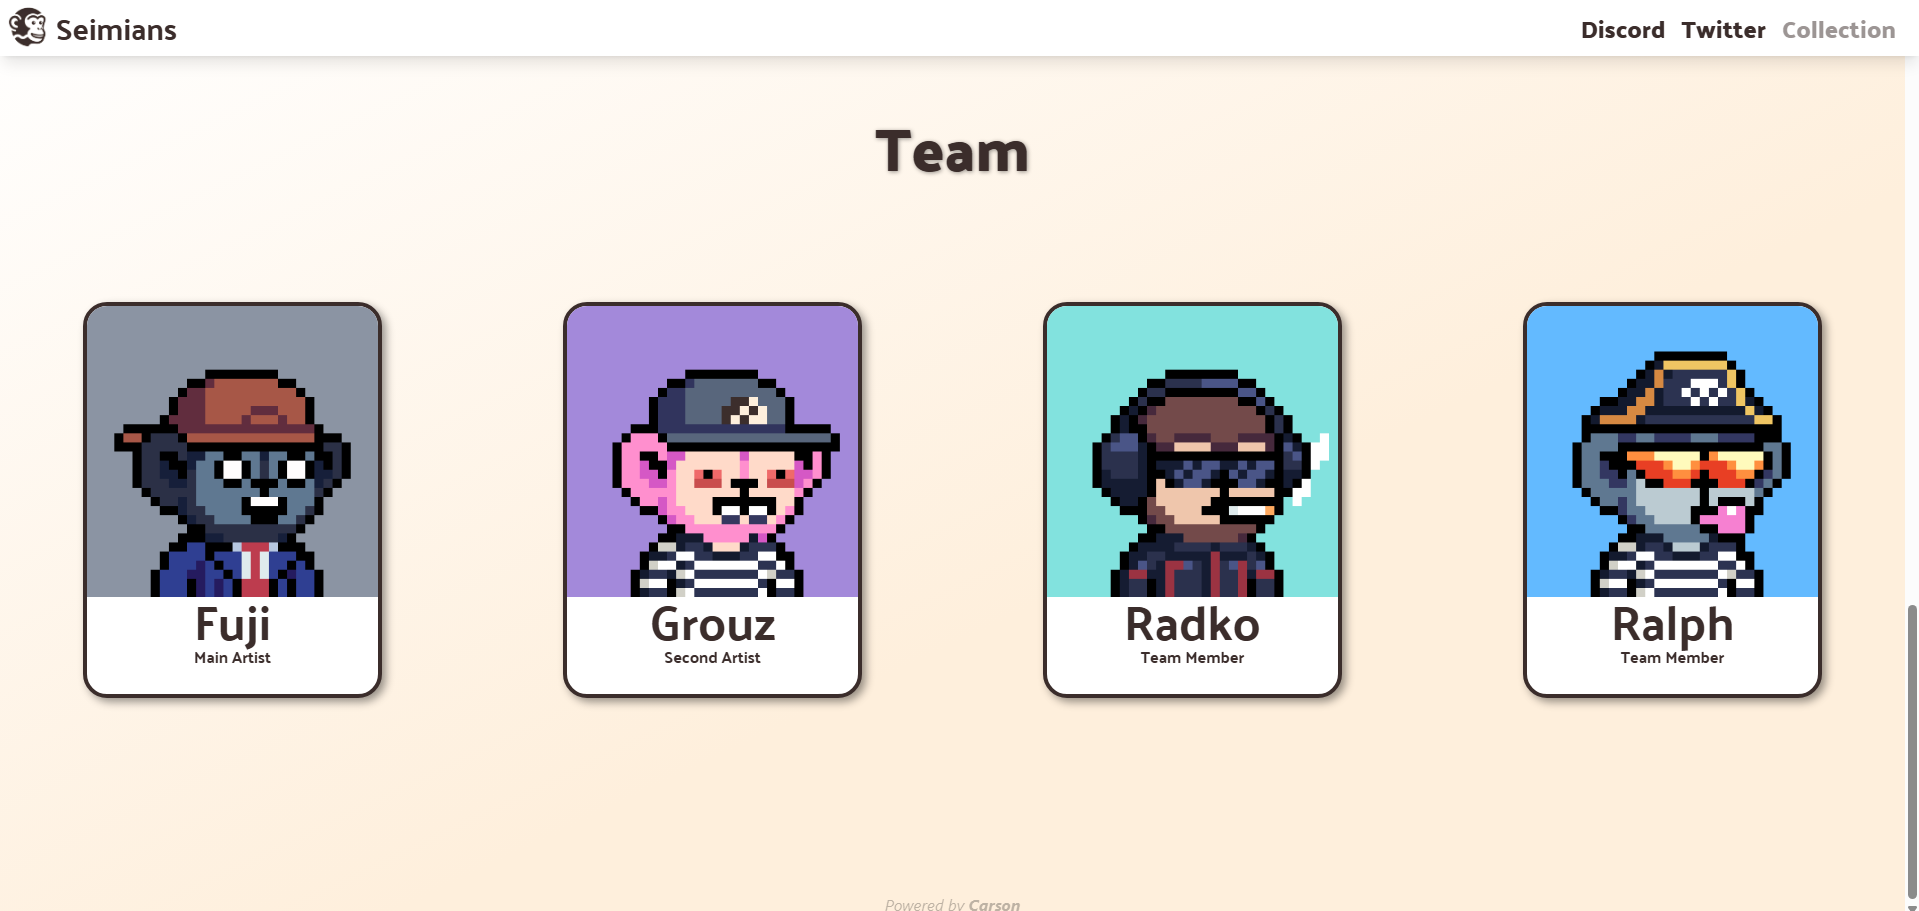 Seimians
Discord Twitter Collection
Team
Fuji
Main Artist
Grouz
Second Artist
Radko
Team Member
Ralph
Team Member
Powered by Carson